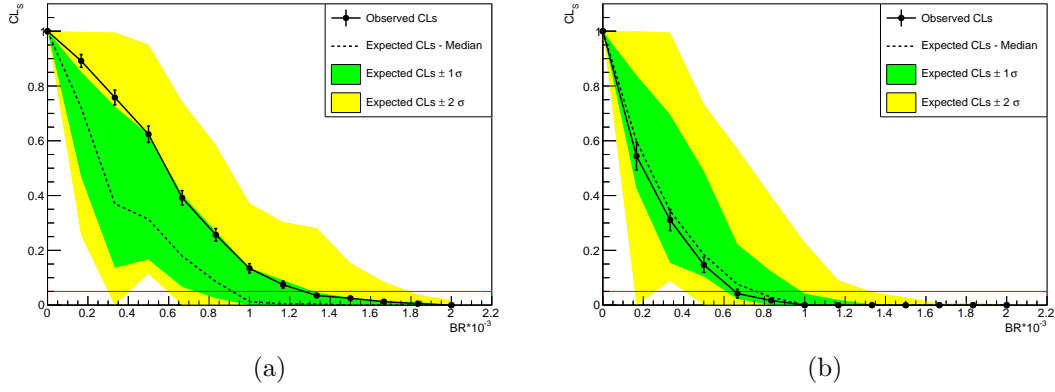 CLS
1
0.8
0.6
0.4
0.2
0
0 0.2 0.4 0.6 0.8 1 1.2 1.4 1.6 1.8 2 2.2
BR*10-3
Observed CLs
Expected CLs - Median
Expected CLs ± 1σ
Expected CLs ± 2 σ
(a)
CLS
1
0.8
0.6
0.4
0.2
0
0 0.2 0.4 0.6 0.8 1 1.2 1.4 1.6 1.8 2 2.2
BR*10-3
Observed CLs
Expected CLs - Median
Expected CLs ± 1σ
Expected CLs ± 2 σ
(b)